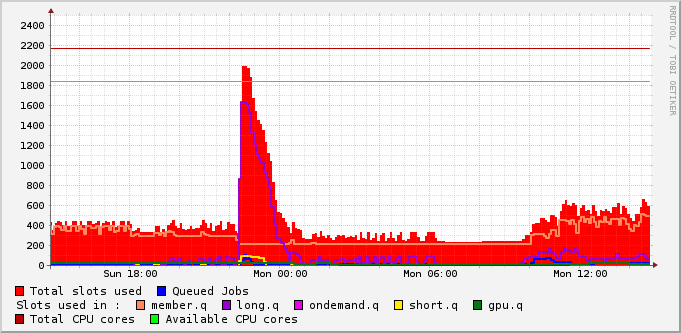 2400
2200
2000
1800
1600
1400
1200
1000
800
600
400
200
0
Sun 18:00 Mon 00:00 Mon 06:00 Mon 12:00
Total slots used Queued Jobs
Slots used in : member.q long.q ondemand.q short.q gpu.q
Total CPU cores Available CPU cores
RRDTOOL / TOBI OETIKER